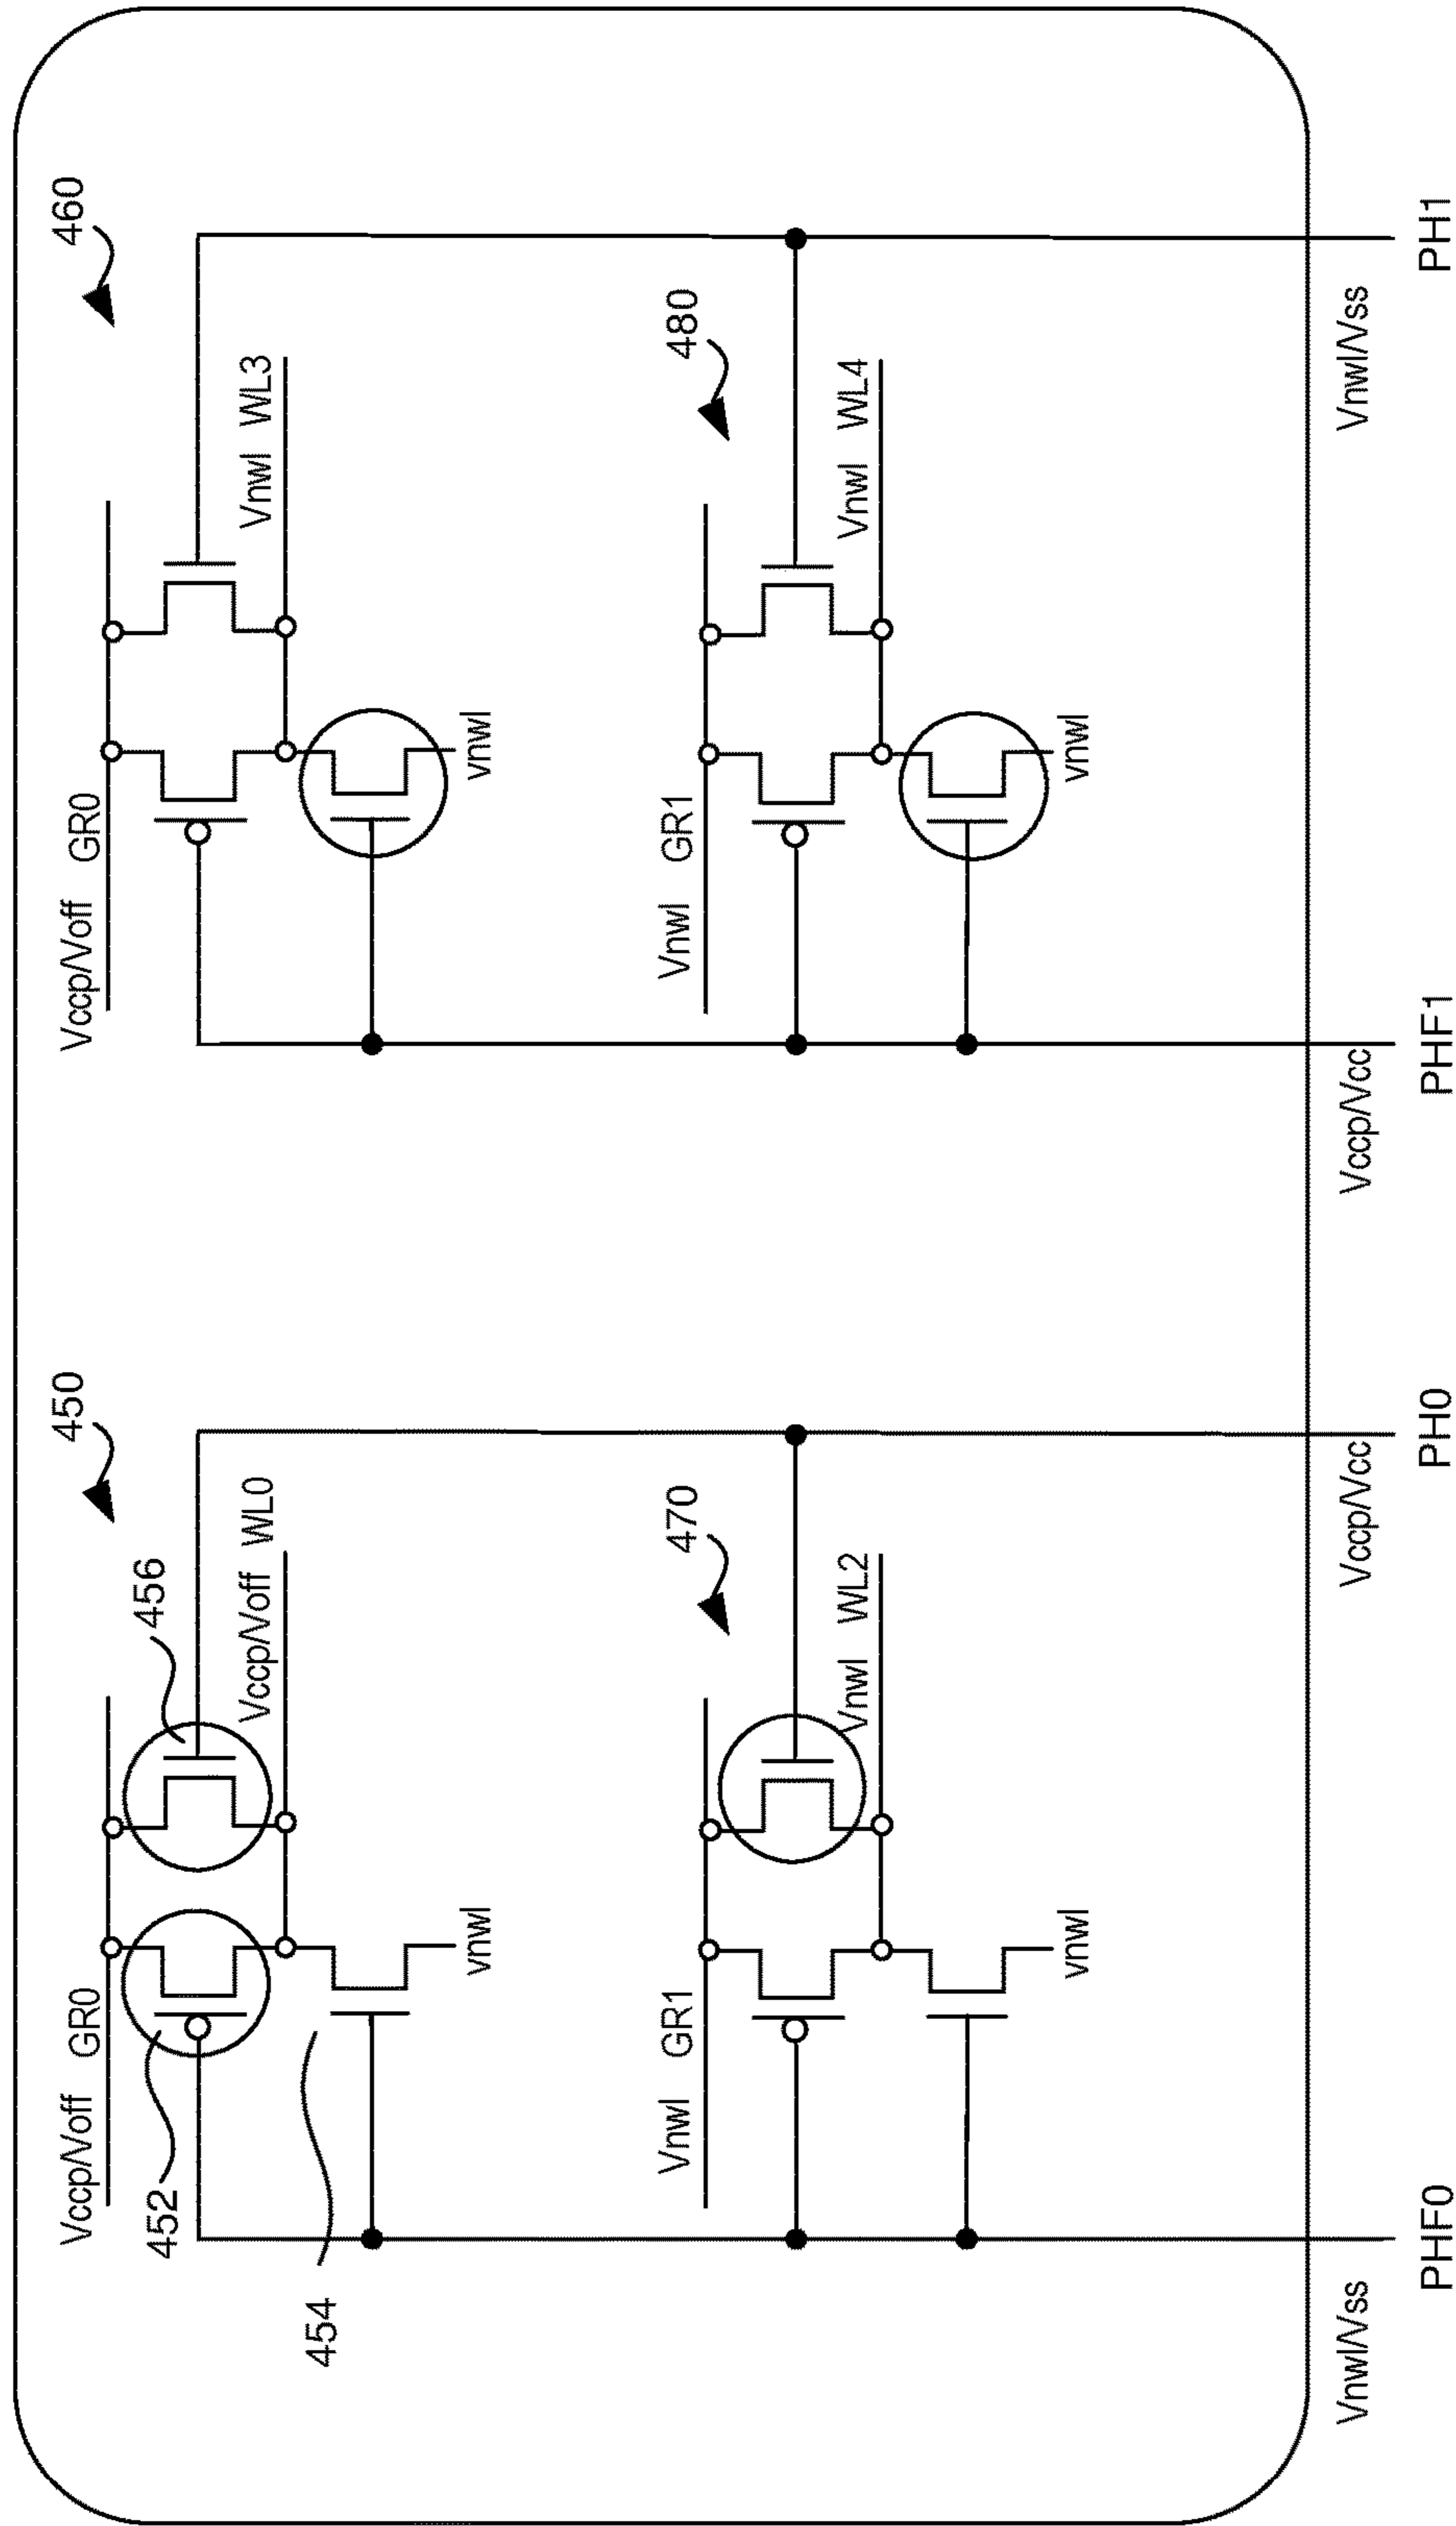 450
460
Vccp/Voff GR0
452
456
Vccp/Voff WL0
454
vnwl
Vccp/Voff GR0
Vnwl WL3
vnwl
470
480
Vnwl GR1
Vnwl WL2
vnwl
Vnwl GR1
Vnwl WL4
vnwl
Vnwl/Vss
Vccp/Vcc
Vccp/Vcc
Vnwl/Vss
PHF0
PH0
PHF1
PH1